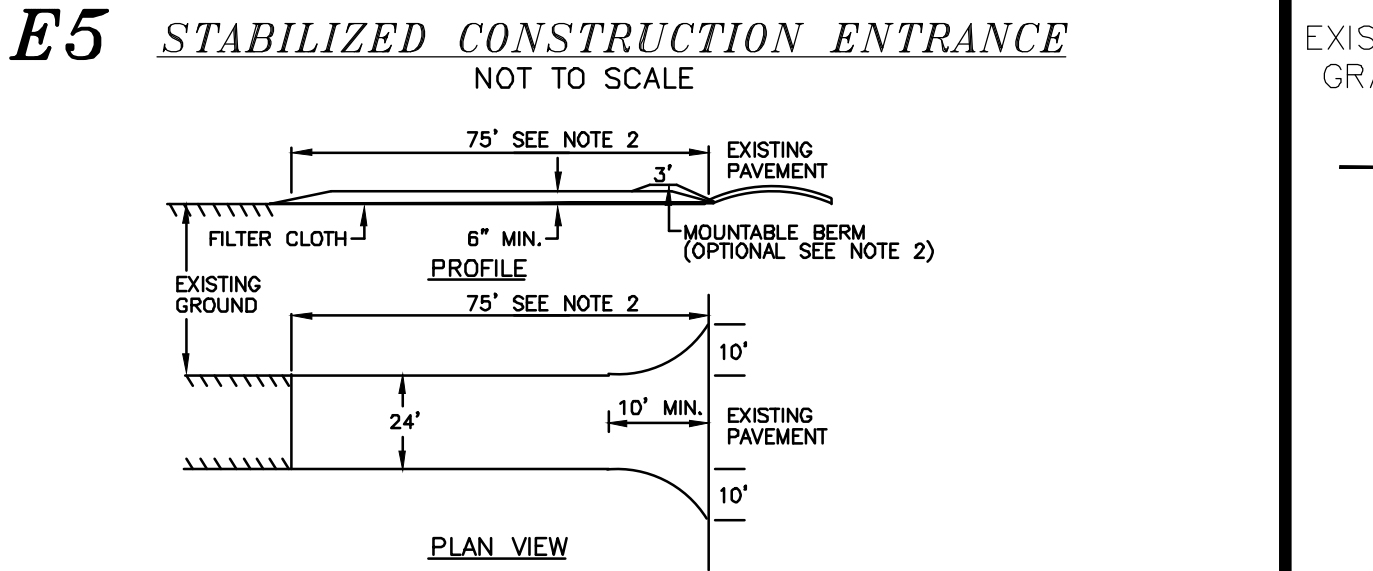 E5 STABILIZED CONSTRUCTION ENTRANCE
NOT TO SCALE
75' SEE NOTE 2
EXISTING
PAVEMENT
3'
FILTER CLOTH
6" MIN.
MOUNTABLE BERM
(OPTIONAL SEE NOTE 2)
PROFILE
EXISTING
GROUND
75' SEE NOTE 2
10'
24'
10' MIN.
EXISTING
PAVEMENT
10'
PLAN VIEW
EXIS
GRA